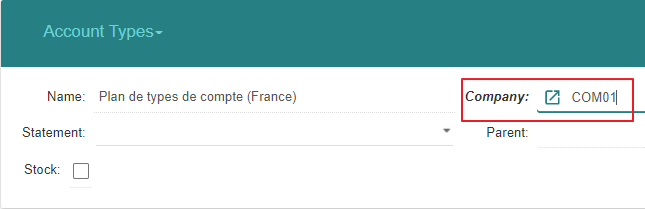 Account Types
Name: Plan de types de compte (France) Company: COM01
Statement: Parent:
Stock: